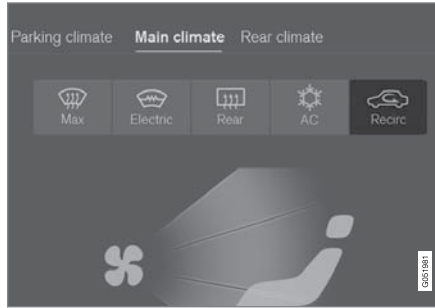 Parking climate Main climate Rear climate
Max Electric Rear AC Recirc
G051981